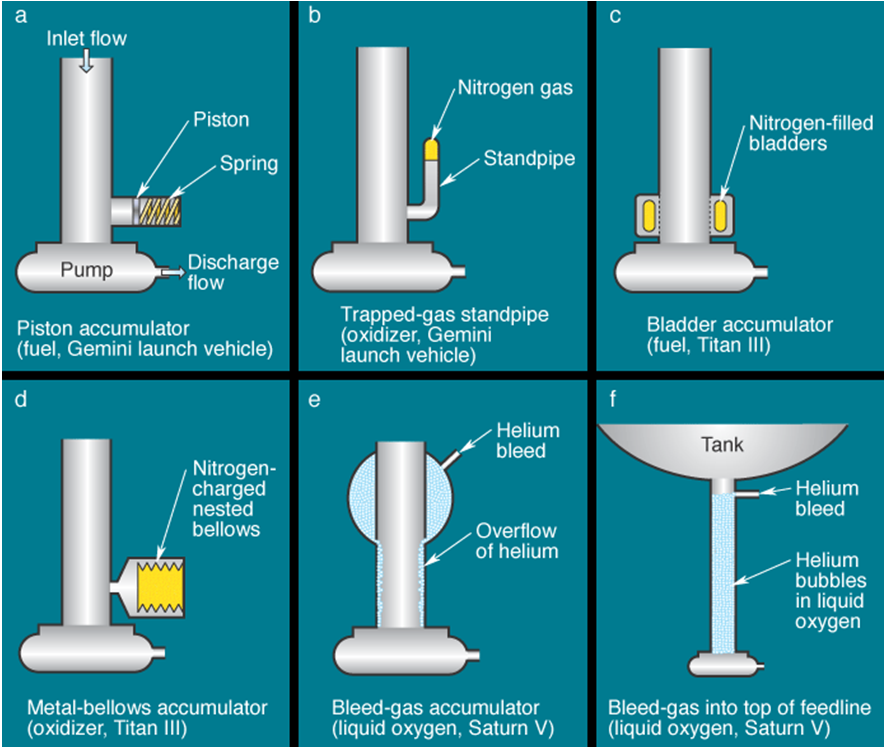 a
Inlet flow
Piston
Spring
Pump
Discharge
flow
Piston accumulator
(fuel, Gemini launch vehicle)
b
Nitrogen gas
Standpipe
Trapped-gas standpipe
(oxidizer, Gemini
launch vehicle)
c
Nitrogen-filled
bladders
Bladder accumulator
(fuel, Titan III)
d
Nitrogen-
charged
nested
bellows
Metal-bellows accumulator
(oxidizer, Titan III)
e
Helium
bleed
Overflow
of helium
Bleed-gas accumulator
(liquid oxygen, Saturn V)
f
Tank
Helium
bleed
Helium
bubbles
in liquid
oxygen
Bleed-gas into top of feedline
(liquid oxygen, Saturn V)